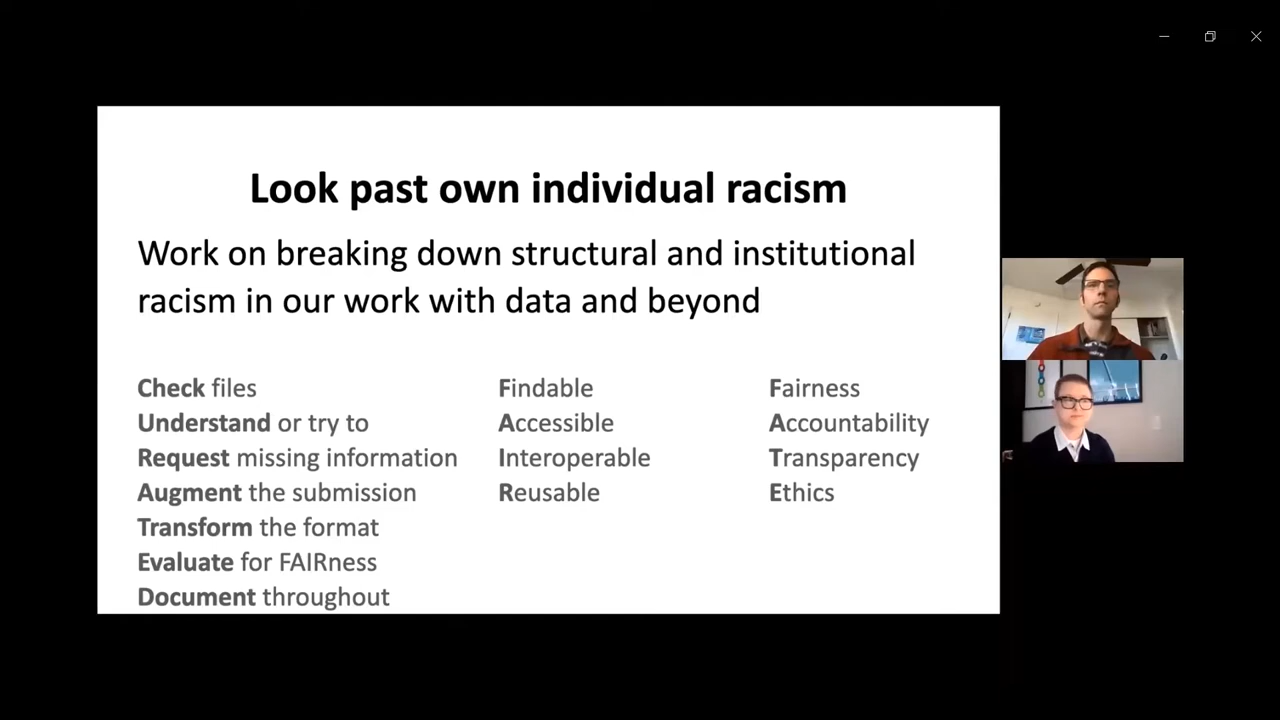 Look past own individual racism
Work on breaking down structural and institutional
racism in our work with data and beyond
Check files
Understand or try to
Request missing information
Augment the submission
Transform the format
Evaluate for FAIRness
Document throughout
Findable
Accessible
Interoperable
Reusable
Fairness
Accountability
Transparency
Ethics